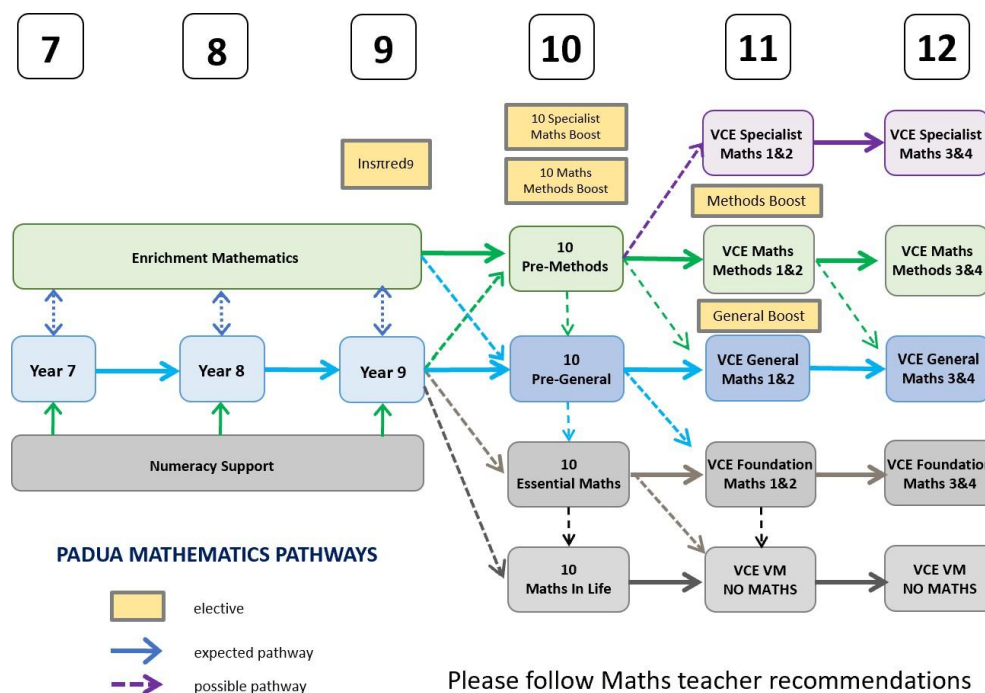 7
8
9
10
11
12
10 Specialist
Maths Boost
Insπred9
10 Maths
Methods Boost
VCE Specialist
Maths 1&2
VCE Specialist
Maths 3&4
Methods Boost
Enrichment Mathematics
10
Pre-Methods
VCE Maths
Methods 1&2
VCE Maths
Methods 3&4
General Boost
Year 7
Year 8
Year 9
10
Pre-General
VCE General
Maths 1&2
VCE General
Maths 3&4
Numeracy Support
10
Essential Maths
VCE Foundation
Maths 1&2
VCE Foundation
Maths 3&4
10
Maths In Life
VCE VM
NO MATHS
VCE VM
NO MATHS
PADUA MATHEMATICS PATHWAYS
elective
expected pathway
possible pathway
Please follow Maths teacher recommendations